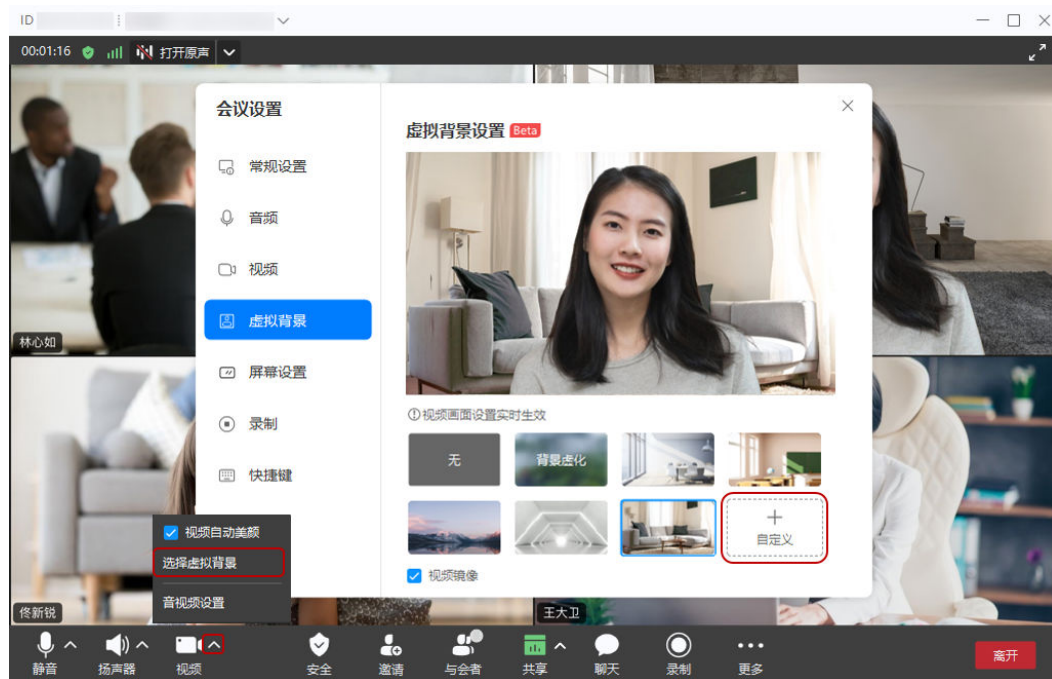 ID
00:01:16 打开原声
会议设置
常规设置
音频
视频
虚拟背景
屏幕设置
录制
快捷键
虚拟背景设置 Beta
视频画面设置实时生效
无
背景虚化
自定义
视频镜像
林心如
佟新锐
王大卫
视频自动美颜
选择虚拟背景
音视频设置
静音
扬声器
视频
安全
邀请
与会者
共享
聊天
录制
更多
离开